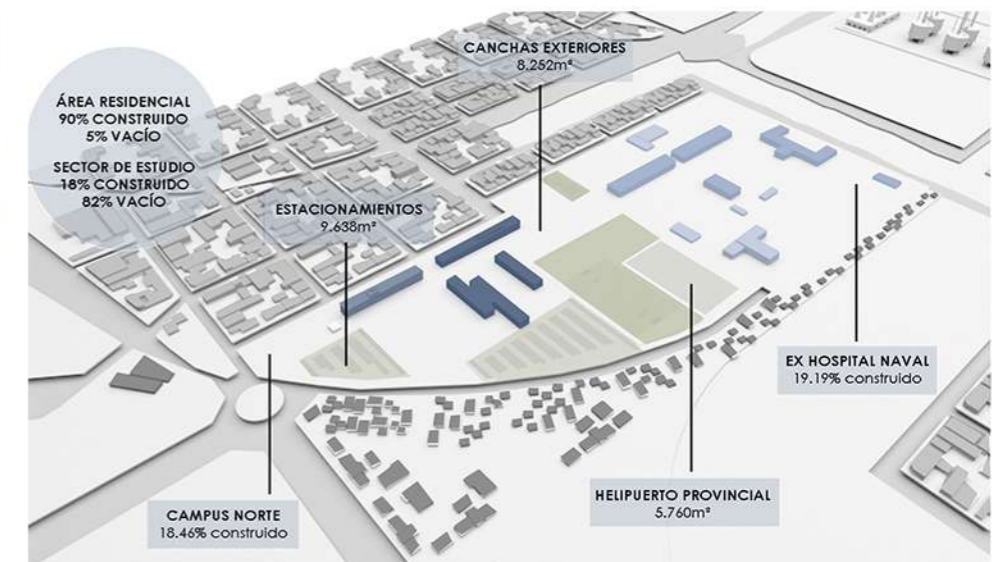 CANCHAS EXTERIORES
8.252m²
ÁREA RESIDENCIAL
90% CONSTRUIDO
5% VACÍO
SECTOR DE ESTUDIO
18% CONSTRUIDO
82% VACÍO
ESTACIONAMIENTOS
9.638m²
EX HOSPITAL NAVAL
19.19% construido
HELIPUERTO PROVINCIAL
5.760m²
CAMPUS NORTE
18.46% construido